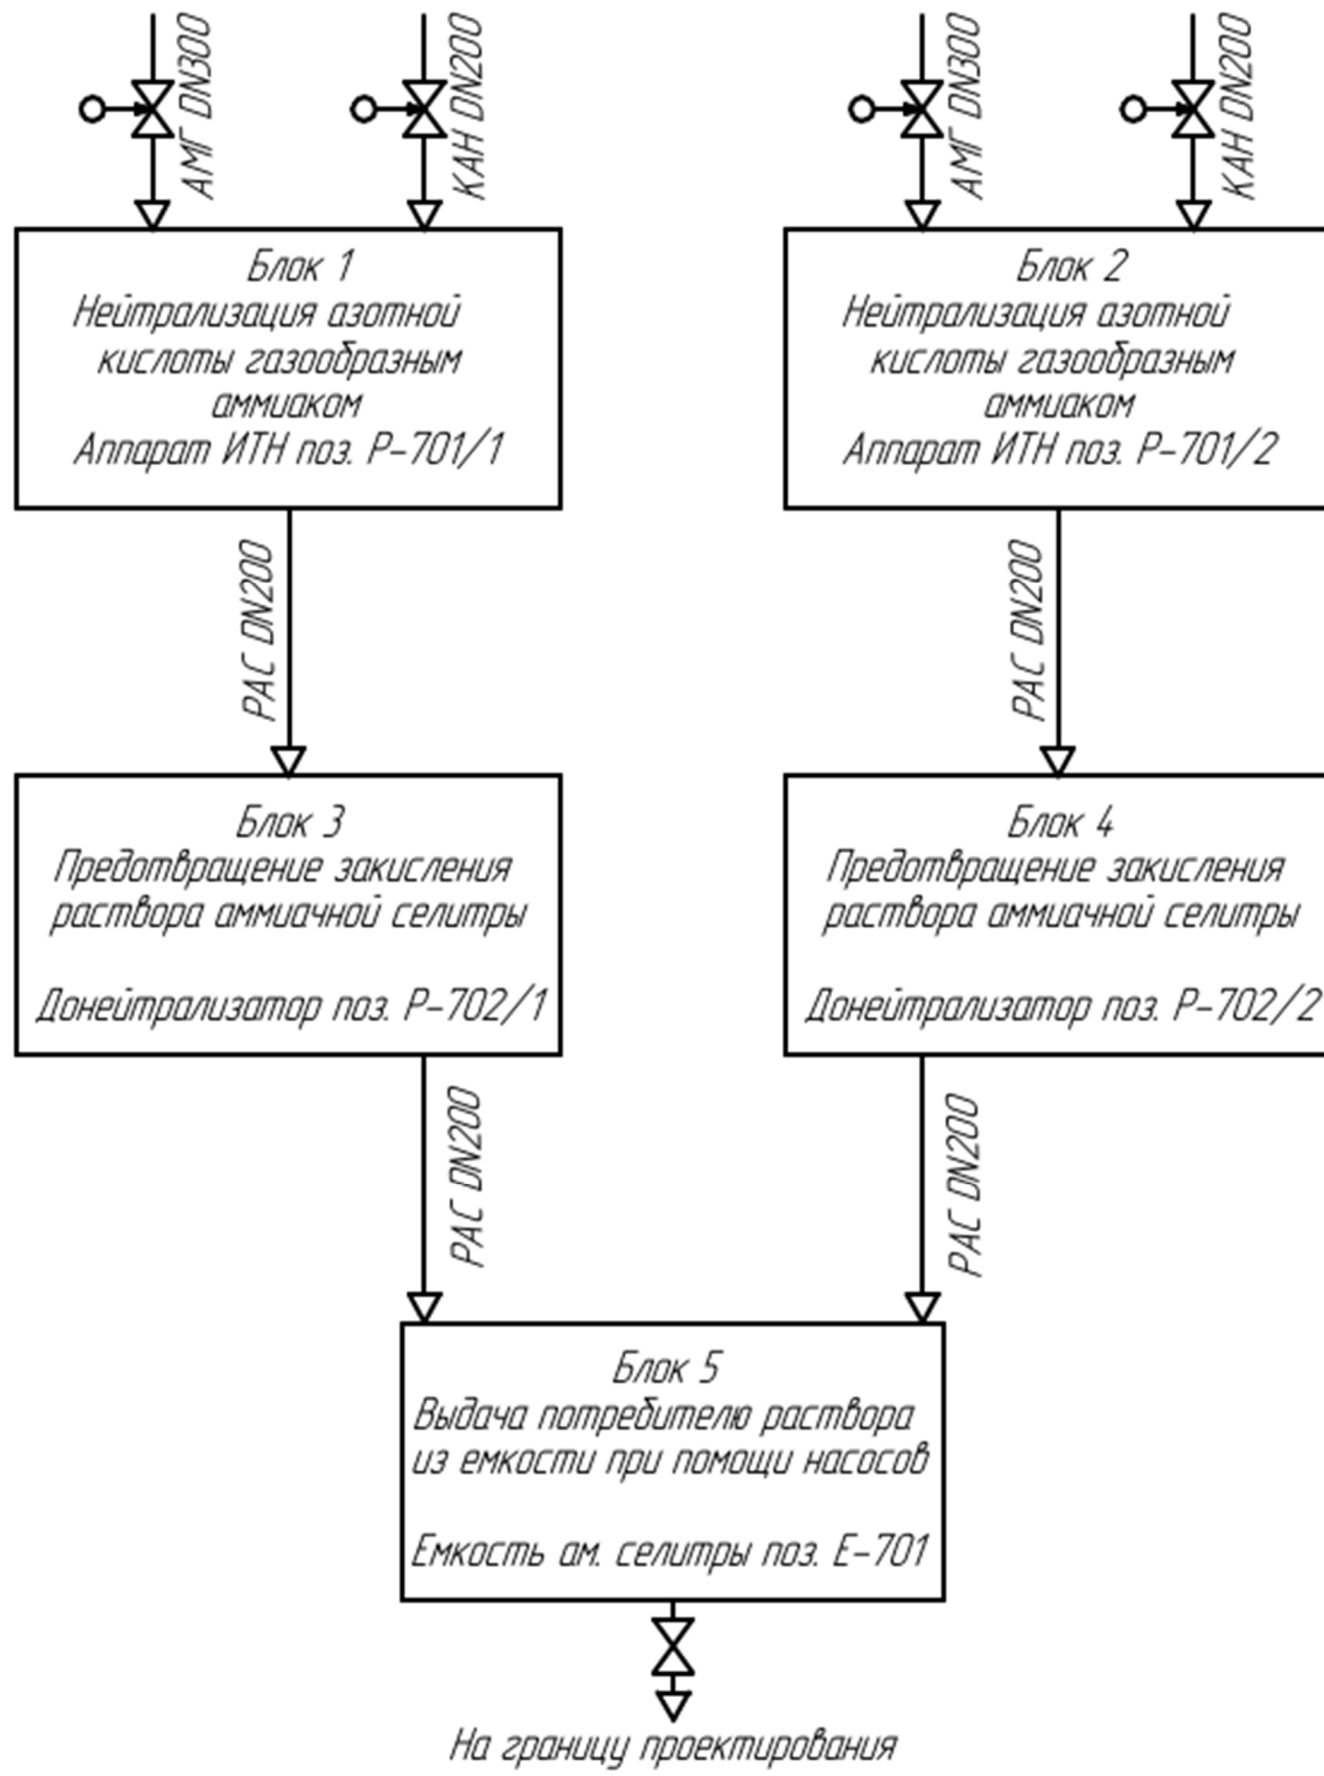 АМГ DN300
КАН DN200
АМГ DN300
КАН DN200
Блок 1
Нейтрализация азотной
кислоты газообразным
аммиаком
Аппарат ИТН поз. Р-701/1
Блок 2
Нейтрализация азотной
кислоты газообразным
аммиаком
Аппарат ИТН поз. Р-701/2
РАС DN200
РАС DN200
Блок 3
Предотвращение закисления
раствора аммиачной селитры
Донейтрализатор поз. Р-702/1
Блок 4
Предотвращение закисления
раствора аммиачной селитры
Донейтрализатор поз. Р-702/2
РАС DN200
РАС DN200
Блок 5
Выдача потребителю раствора
из емкости при помощи насосов
Емкость ам. селитры поз. Е-701
На границу проектирования